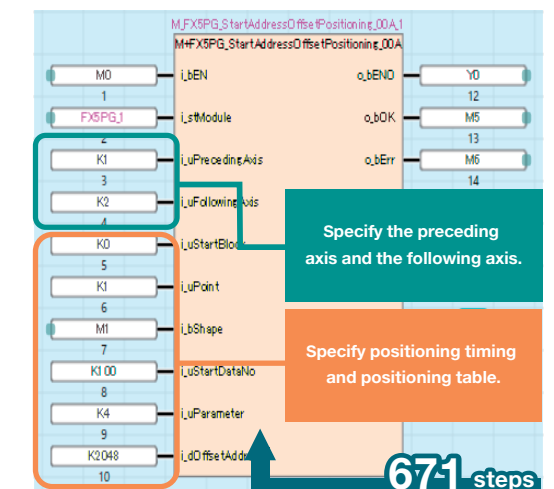 M_FX5PG_StartAddressOffsetPositioning_00A_1
M+FX5PG_StartAddressOffsetPositioning_00A
M0 i_bEN o_bENO Y0
1 12
FX5PG_1 i_stModule o_bOK M5
2 13
K1 i_uPrecedingAxis o_bErr M6
3 14
K2 i_uFollowingAxis
4
K0 i_uStartBlock
5
K1 i_uPoint
6
M1 i_bShape
7
K100 i_uStartDataNo
8
K4 i_uParameter
9
K2048 i_dOffsetAddr
10
Specify the preceding
axis and the following axis.
Specify positioning timing
and positioning table.
671 steps